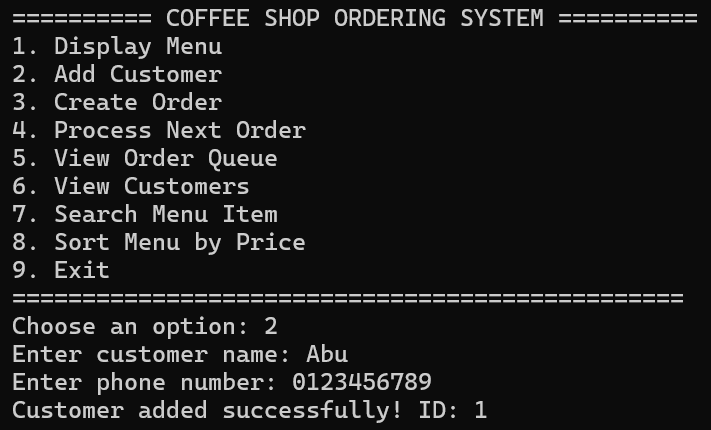 ========== COFFEE SHOP ORDERING SYSTEM ==========
1. Display Menu
2. Add Customer
3. Create Order
4. Process Next Order
5. View Order Queue
6. View Customers
7. Search Menu Item
8. Sort Menu by Price
9. Exit
================================================
Choose an option: 2
Enter customer name: Abu
Enter phone number: 0123456789
Customer added successfully! ID: 1